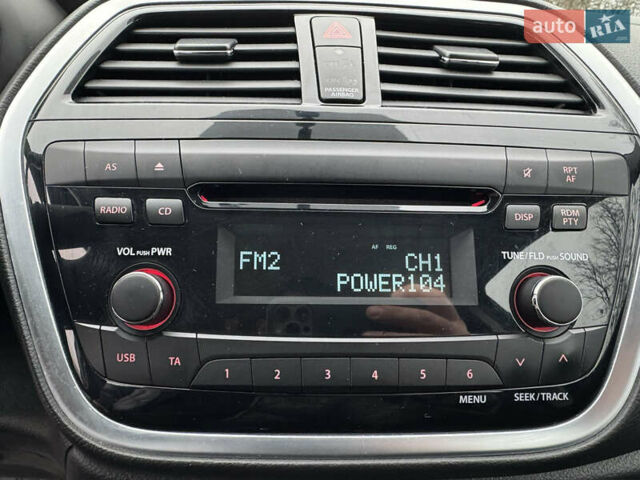 auto RIA
PASSENGER
AIRBAG
AS
RPT
AF
RADIO
CD
DISP
RDM
PTY
VOL PUSH PWR
TUNE/FLD PUSH SOUND
AF REG
FM2 CH1
POWER104
USB
TA
1 2 3 4 5 6
MENU
SEEK/TRACK